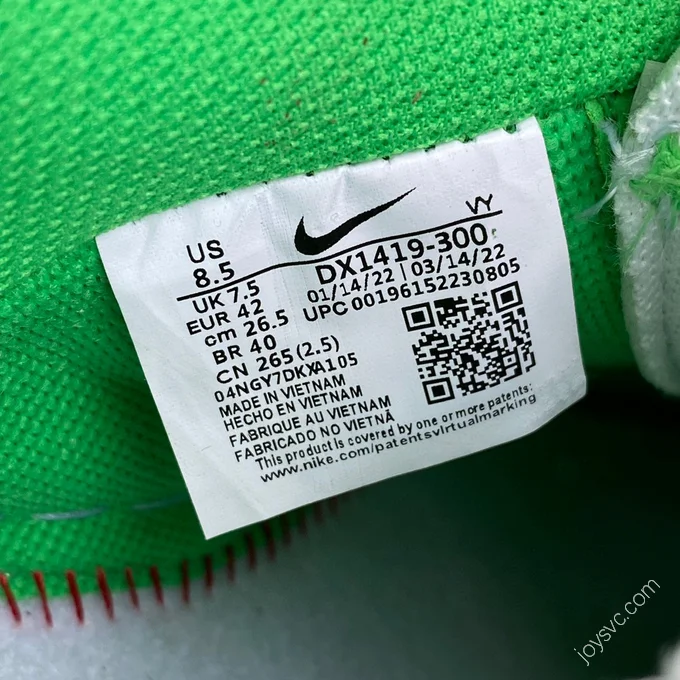 US
8.5
UK 7.5
EUR 42
cm 26.5
BR 40
CN 265 (2.5)
04NGY7DKXA105
MADE IN VIETNAM
HECHO EN VIETNAM
FABRIQUE AU VIETNAM
FABRICADO NO VIETNÃ
This product is covered by one or more patents:
www.nike.com/patentsvirtualmarking
VY
DX1419-300
01/14/22 | 03/14/22
UPC 00196152230805
joysvc.com